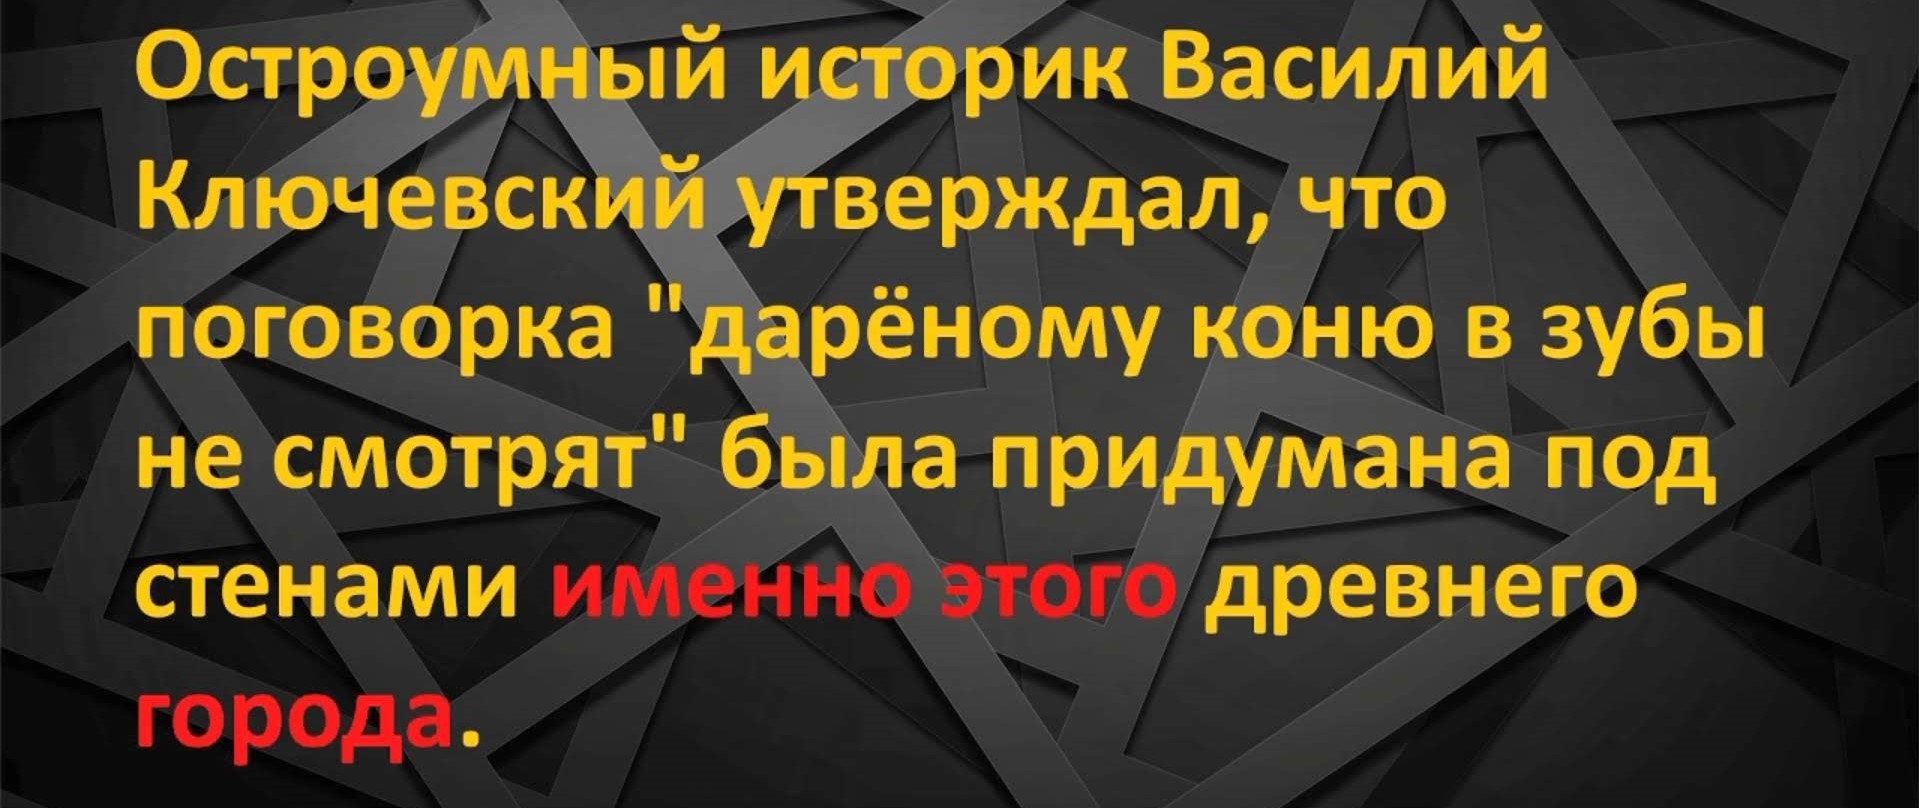 Остроумный историк Василий
Ключевский утверждал, что
поговорка "дарёному коню в зубы
не смотрят" была придумана под
стенами именно этого древнего
города.